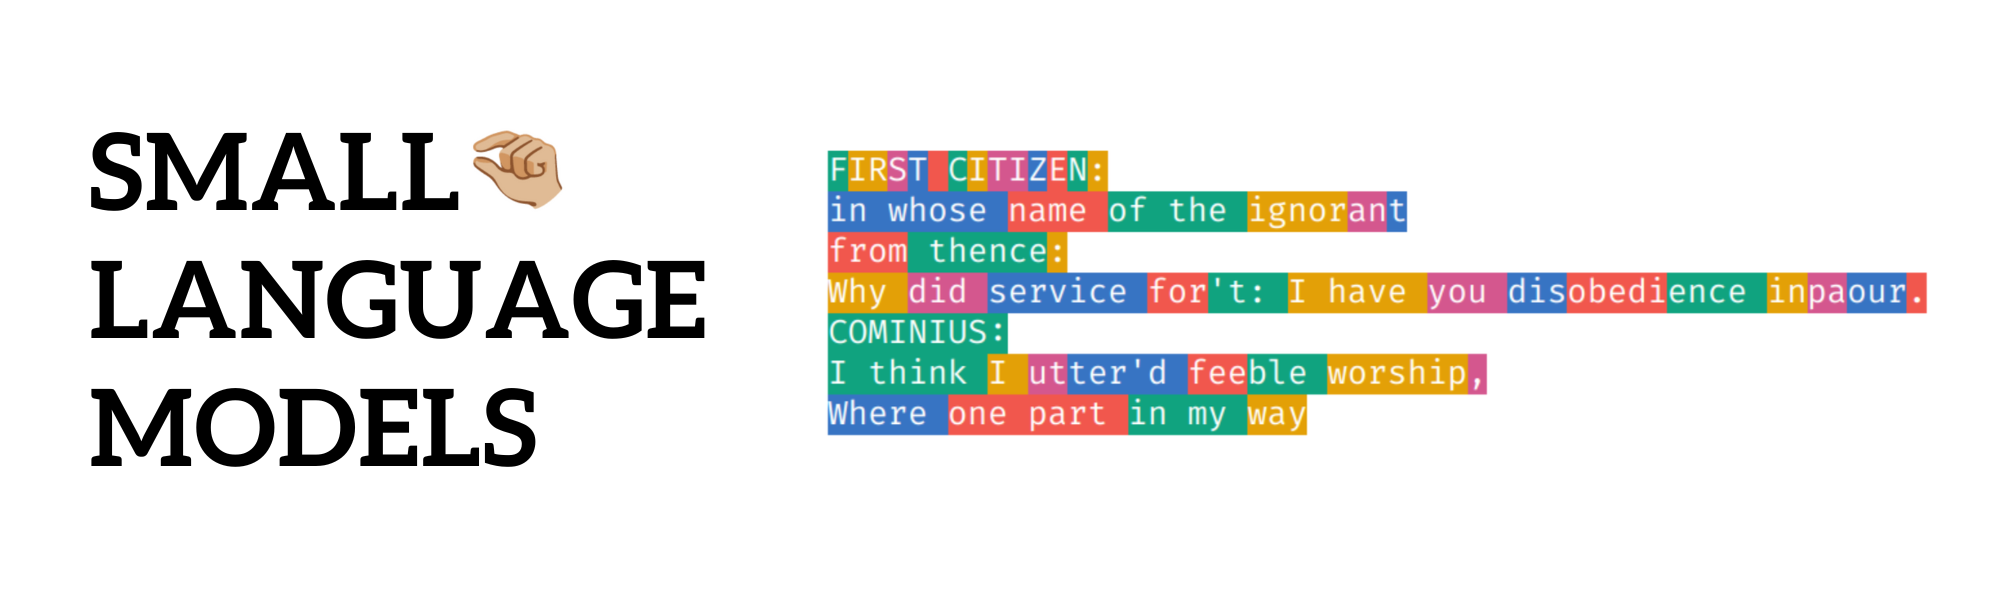 SMALL🤏🏼
LANGUAGE
MODELS
FIRST CITIZEN:
in whose name of the ignorant
from thence:
Why did service for't: I have you disobedience inpaour.
COMINIUS:
I think I utter'd feeble worship,
Where one part in my way